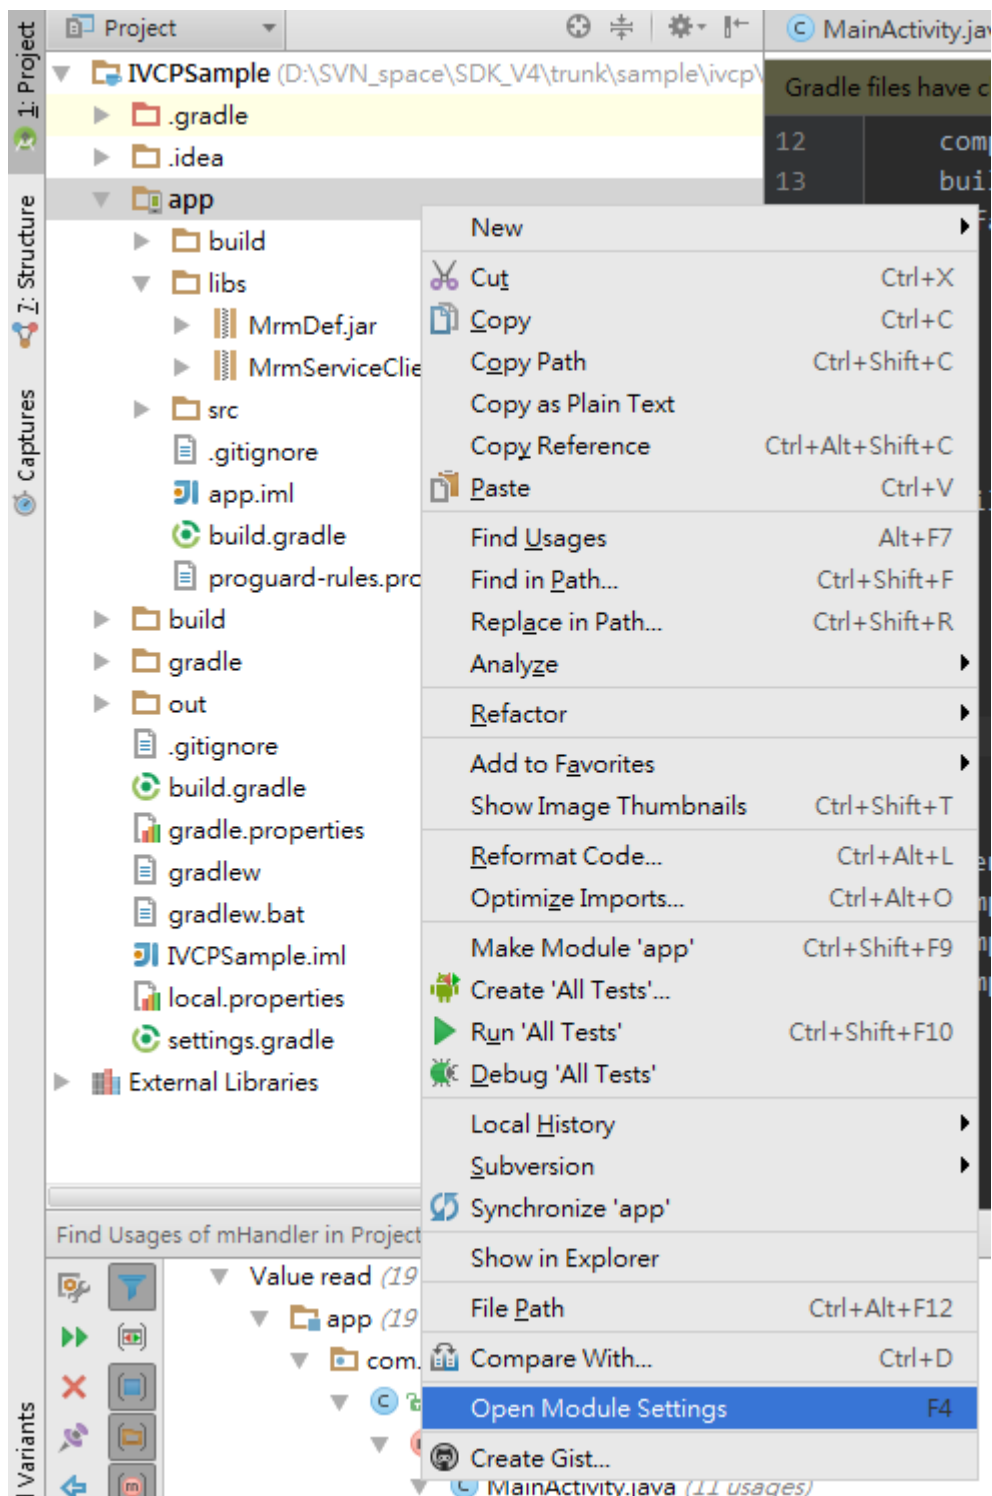 Project
MainActivity.jav
1: Project
IVCPSample (D:\SVN_space\SDK_V4\trunk\sample\ivcp\
Gradle files have c
.gradle
12 comp
.idea
13 buil
app
7: Structure
build
libs
MrmDef.jar
MrmServiceClie
Captures
src
.gitignore
app.iml
build.gradle
proguard-rules.pro
build
gradle
out
.gitignore
build.gradle
gradle.properties
gradlew
gradlew.bat
IVCPSample.iml
local.properties
settings.gradle
External Libraries
New
Cut Ctrl+X
Copy Ctrl+C
Copy Path Ctrl+Shift+C
Copy as Plain Text
Copy Reference Ctrl+Alt+Shift+C
Paste Ctrl+V
Find Usages Alt+F7
Find in Path... Ctrl+Shift+F
Replace in Path... Ctrl+Shift+R
Analyze
Refactor
Add to Favorites
Show Image Thumbnails Ctrl+Shift+T
Reformat Code... Ctrl+Alt+L
Optimize Imports... Ctrl+Alt+O
Make Module 'app' Ctrl+Shift+F9
Create 'All Tests'...
Run 'All Tests' Ctrl+Shift+F10
Debug 'All Tests'
Local History
Subversion
Synchronize 'app'
Show in Explorer
File Path Ctrl+Alt+F12
Compare With... Ctrl+D
Open Module Settings F4
Create Gist...
Find Usages of mHandler in Project
Value read (19
app (19
com.
MainActivity.java (11 usages)
Variants